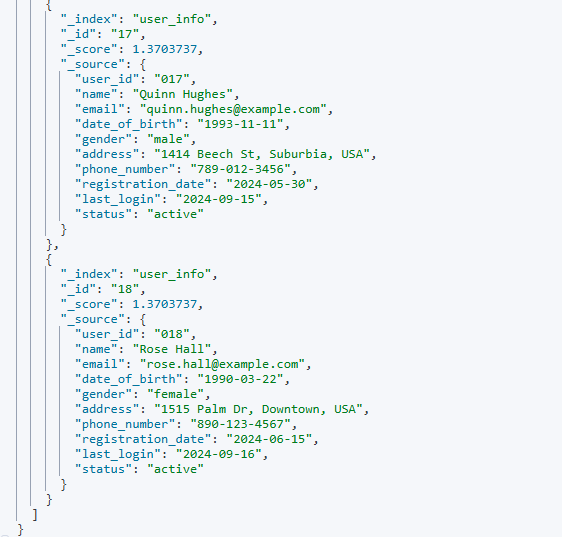 {
"_index": "user_info",
"_id": "17",
"_score": 1.3703737,
"_source": {
"user_id": "017",
"name": "Quinn Hughes",
"email": "quinn.hughes@example.com",
"date_of_birth": "1993-11-11",
"gender": "male",
"address": "1414 Beech St, Suburbia, USA",
"phone_number": "789-012-3456",
"registration_date": "2024-05-30",
"last_login": "2024-09-15",
"status": "active"
}
},
{
"_index": "user_info",
"_id": "18",
"_score": 1.3703737,
"_source": {
"user_id": "018",
"name": "Rose Hall",
"email": "rose.hall@example.com",
"date_of_birth": "1990-03-22",
"gender": "female",
"address": "1515 Palm Dr, Downtown, USA",
"phone_number": "890-123-4567",
"registration_date": "2024-06-15",
"last_login": "2024-09-16",
"status": "active"
}
}
]
}